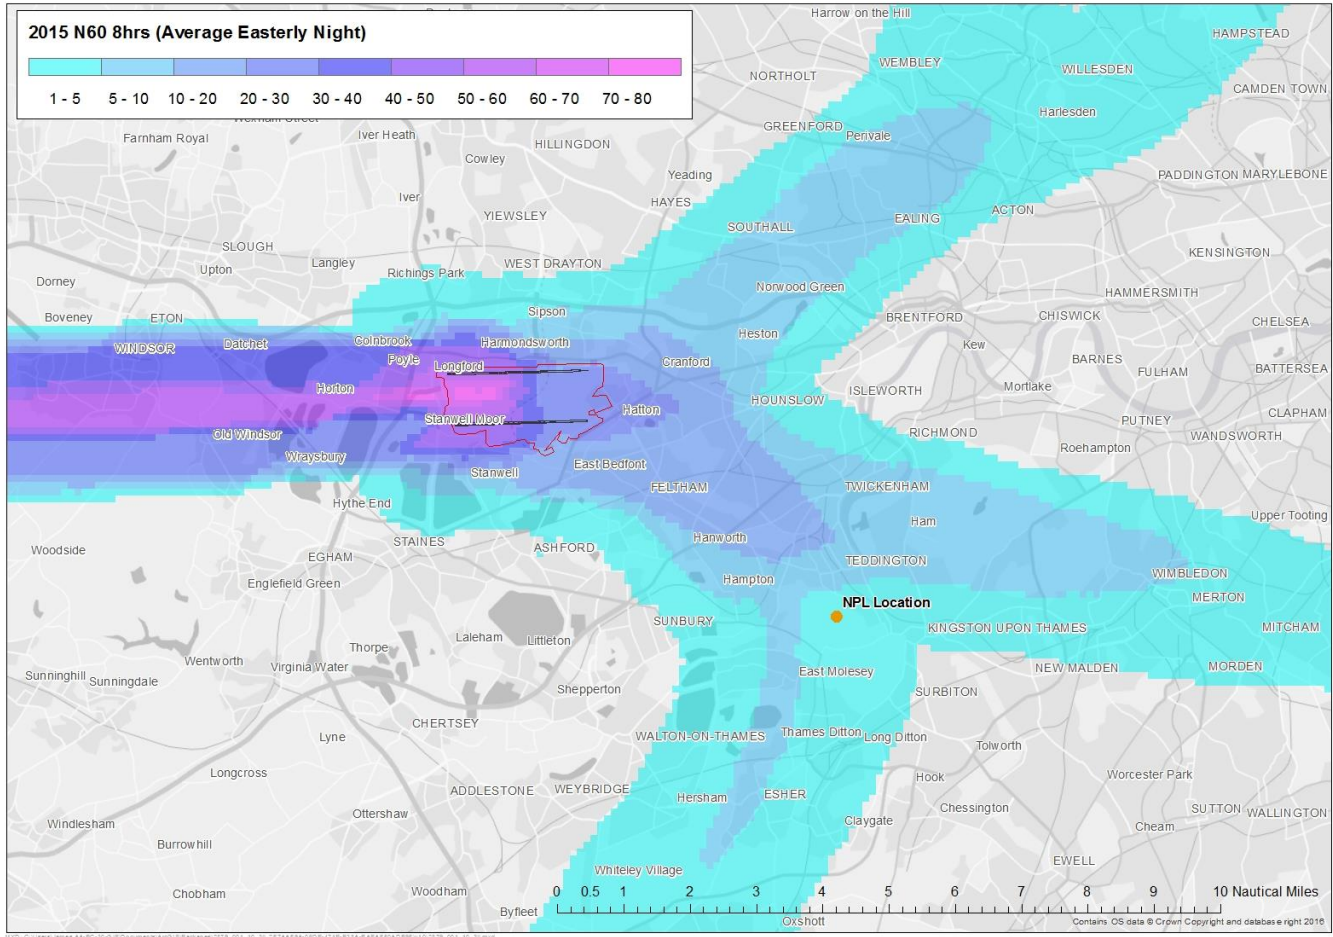 Harrow on the Hill
2015 N60 8hrs (Average Easterly Night)
1 - 5 5 - 10 10 - 20 20 - 30 30 - 40 40 - 50 50 - 60 60 - 70 70 - 80
HAMPSTEAD
WEMBLEY
WILLESDEN
NORTHOLT
CAMDEN TOWN
Harlesden
Wexham Street
GREENFORD
Perivale
Farnham Royal
Iver Heath
HILLINGDON
Cowley
Yeading
PADDINGTON
MARYLEBONE
Iver
HAYES
ACTON
YIEWSLEY
EALING
SOUTHALL
SLOUGH
KENSINGTON
Langley
WEST DRAYTON
Upton
Richings Park
Dorney
Norwood Green
HAMMERSMITH
Sipson
Boveney
ETON
BRENTFORD
CHISWICK
CHELSEA
Heston
Colnbrook
Harmondsworth
Datchet
WINDSOR
Kew
Poyle
Longford
Cranford
BARNES
FULHAM
BATTERSEA
Horton
ISLEWORTH
Mortlake
HOUNSLOW
Hatton
Stanwell Moor
PUTNEY
CLAPHAM
Old Windsor
RICHMOND
WANDSWORTH
Roehampton
Wraysbury
East Bedfont
Stanwell
FELTHAM
TWICKENHAM
Hythe End
Ham
Upper Tooting
Hanworth
STAINES
ASHFORD
Woodside
EGHAM
TEDDINGTON
WIMBLEDON
Englefield Green
Hampton
MERTON
NPL Location
SUNBURY
KINGSTON UPON THAMES
MITCHAM
Laleham
Littleton
Thorpe
Wentworth
Virginia Water
NEW MALDEN
MORDEN
Sunninghill
Sunningdale
East Molesey
Shepperton
SURBITON
CHERTSEY
Lyne
WALTON-ON-THAMES
Thames Ditton
Long Ditton
Tolworth
Longcross
Hook
Worcester Park
ADDLESTONE
WEYBRIDGE
Hersham
ESHER
Chessington
SUTTON
WALLINGTON
Ottershaw
Claygate
Windlesham
Cheam
Burrowhill
EWELL
Whiteley Village
Chobham
Woodham
0 0.5 1 2 3 4 5 6 7 8 9 10 Nautical Miles
Byfleet
Oxshott
Contains OS data © Crown Copyright and database right 2016